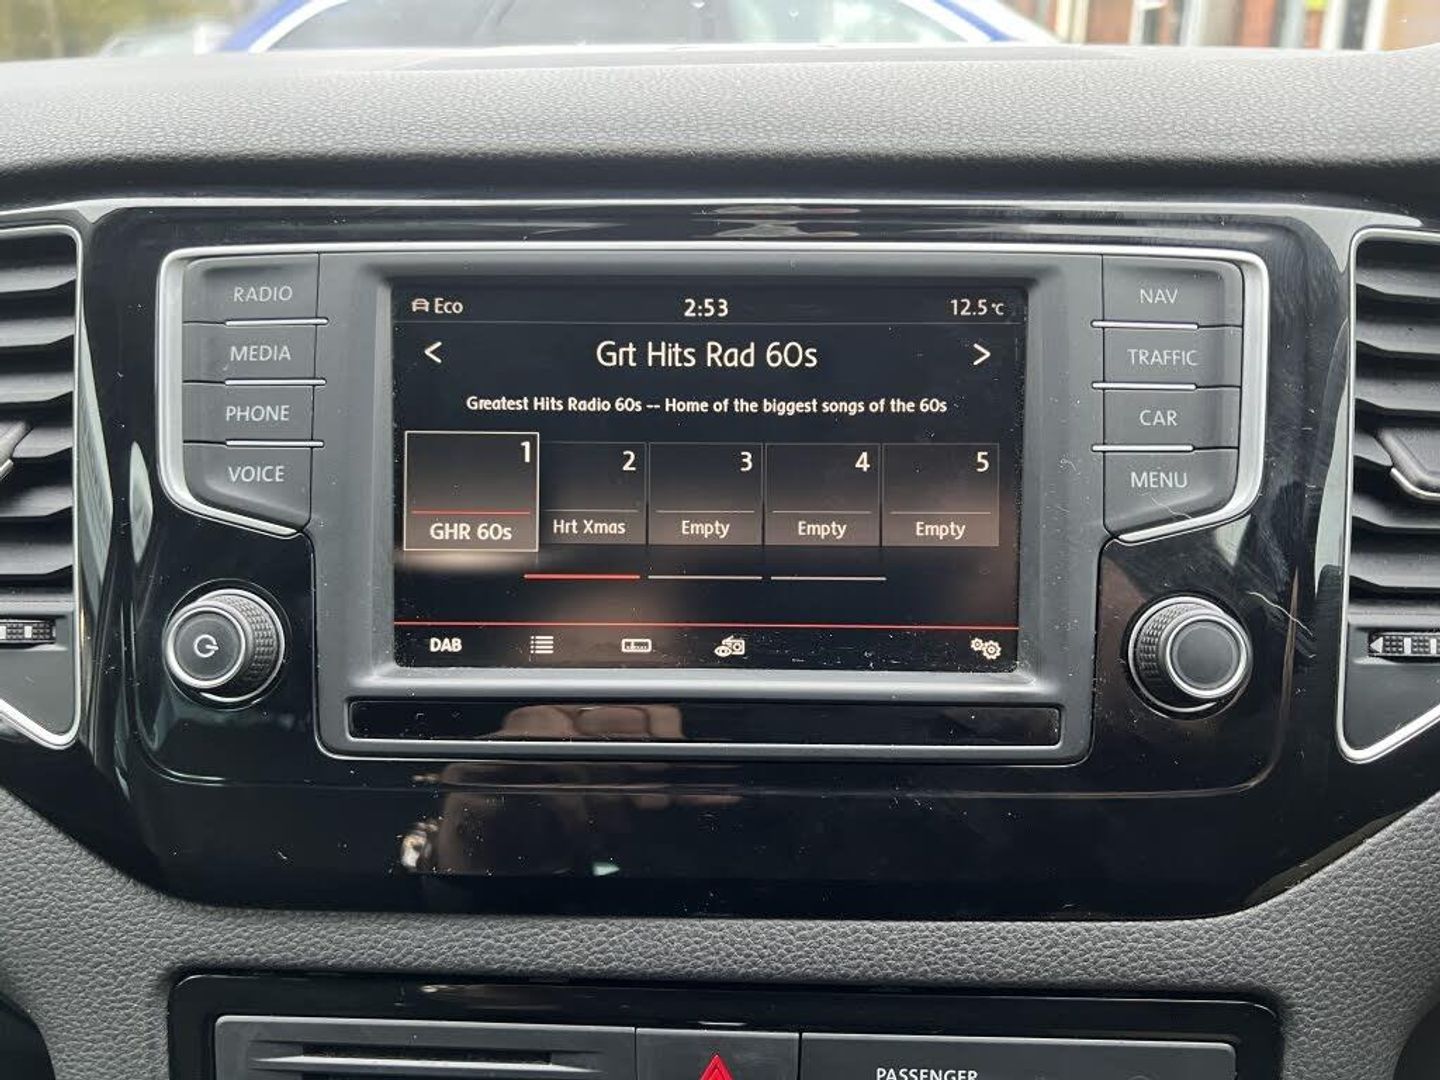 RADIO
MEDIA
PHONE
VOICE
Eco 2:53 12.5°C
< Grt Hits Rad 60s >
Greatest Hits Radio 60s -- Home of the biggest songs of the 60s
1 2 3 4 5
GHR 60s Hrt Xmas Empty Empty Empty
DAB
NAV
TRAFFIC
CAR
MENU
PASSENGER